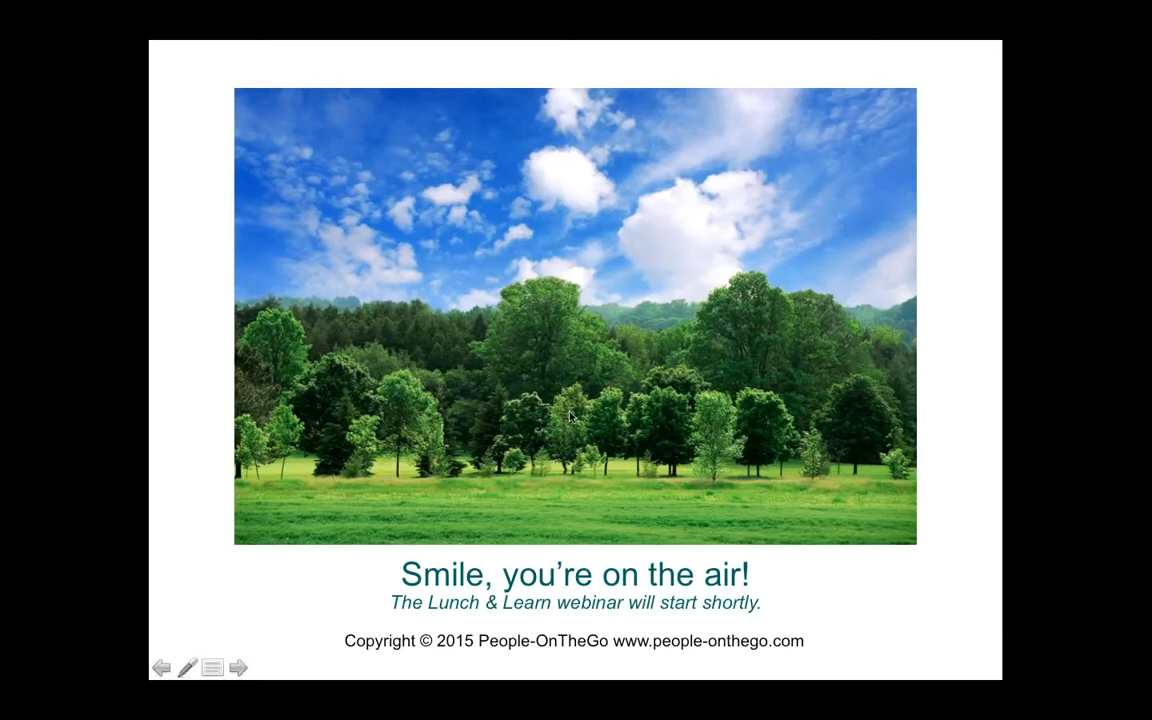 Smile, you’re on the air!
The Lunch & Learn webinar will start shortly.
Copyright © 2015 People-OnTheGo www.people-onthego.com